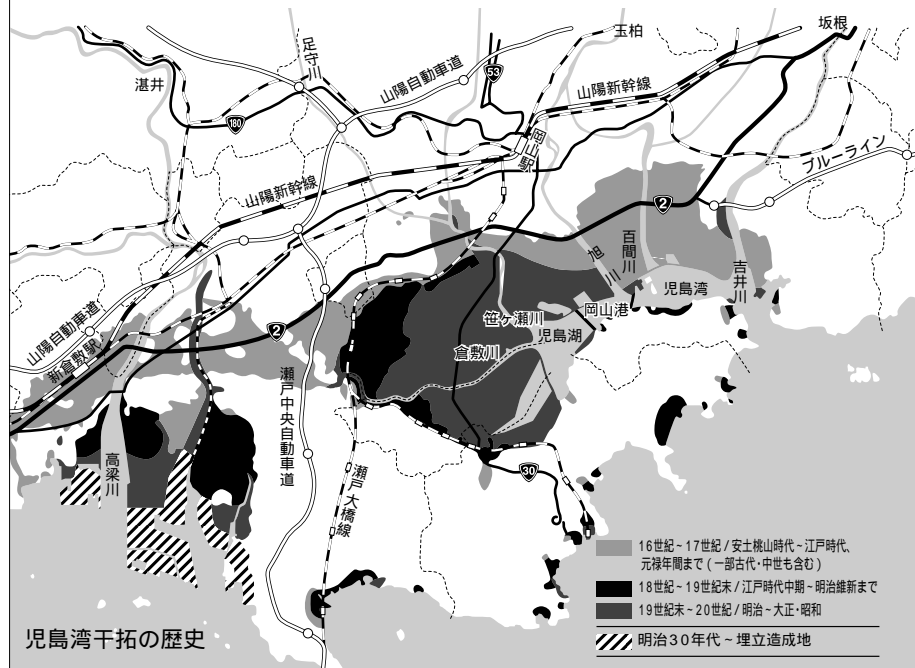 坂根
玉柏
足守川
53
山陽自動車道
湛井
山陽新幹線
180
岡山駅
ブルーライン
山陽新幹線
2
百間川
旭川
吉井川
児島湾
岡山港
笹ヶ瀬川
児島湖
2
倉敷川
山陽自動車道
新倉敷駅
瀬戸中央自動車道
高梁川
瀬戸大橋線
30
16世紀~17世紀/安土桃山時代~江戸時代、
元禄年間まで(一部古代・中世も含む)
18世紀~19世紀末/江戸時代中期~明治維新まで
19世紀末~20世紀/明治~大正・昭和
明治30年代~埋立造成地
児島湾干拓の歴史